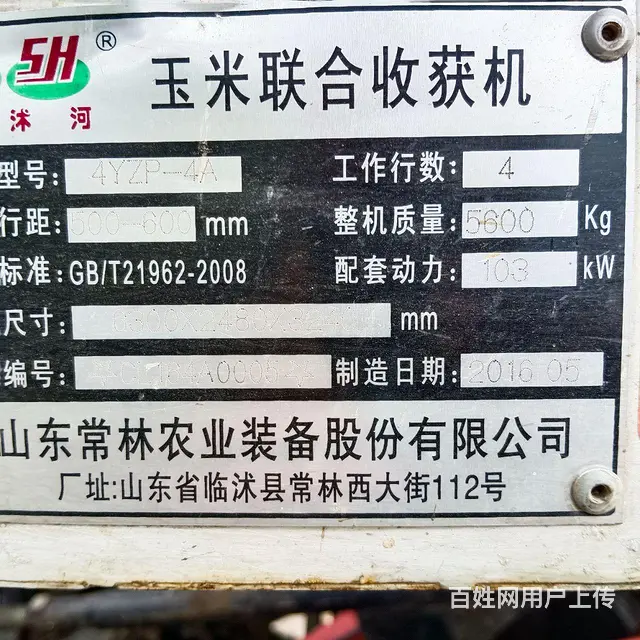 SH ®
沭河
玉米联合收获机
型号: 4YZP-4A 工作行数: 4
行距: 500-600 mm 整机质量: 5600 Kg
标准: GB/T21962-2008 配套动力: 103 kW
尺寸: mm
编号: 制造日期: 2016 05
山东常林农业装备股份有限公司
厂址:山东省临沭县常林西大街112号
百姓网用户上传